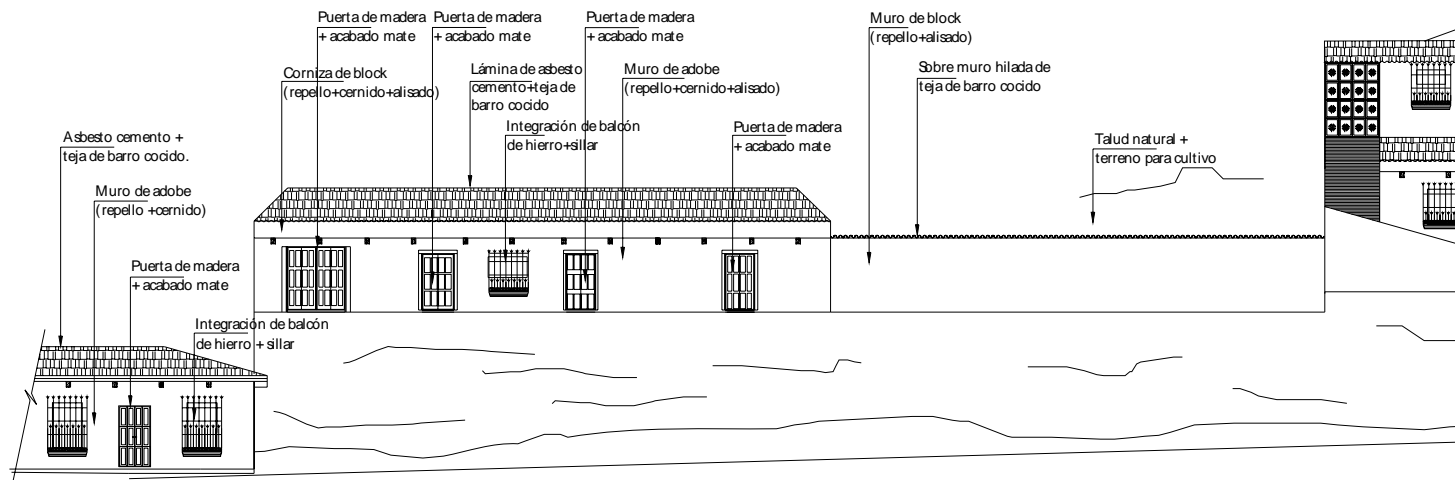 Puerta de madera
+ acabado mate
Puerta de madera
+ acabado mate
Puerta de madera
+ acabado mate
Muro de block
(repello+alisado)
Corniza de block
(repello+cernido+alisado)
Lámina de asbesto
cemento+teja de
barro cocido
Muro de adobe
(repello+cernido+alisado)
Sobre muro hilada de
teja de barro cocido
Integración de balcón
de hierro+sillar
Puerta de madera
+ acabado mate
Talud natural +
terreno para cultivo
Asbesto cemento +
teja de barro cocido.
Muro de adobe
(repello +cernido)
Puerta de madera
+ acabado mate
Integración de balcón
de hierro + sillar